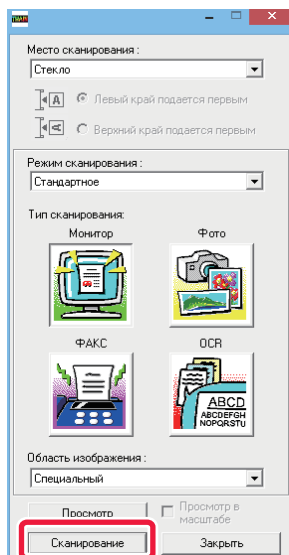 Место сканирования :
Стекло
A
Левый край подается первым
A
Верхний край подается первым
Режим сканирования :
Стандартное
Тип сканирования:
Монитор
Фото
ФАКС
OCR
ABCD
ABCDEFGH
NOPQRSTU
Область изображения :
Специальный
Просмотр
Просмотр в
масштабе
Сканирование
Закрыть